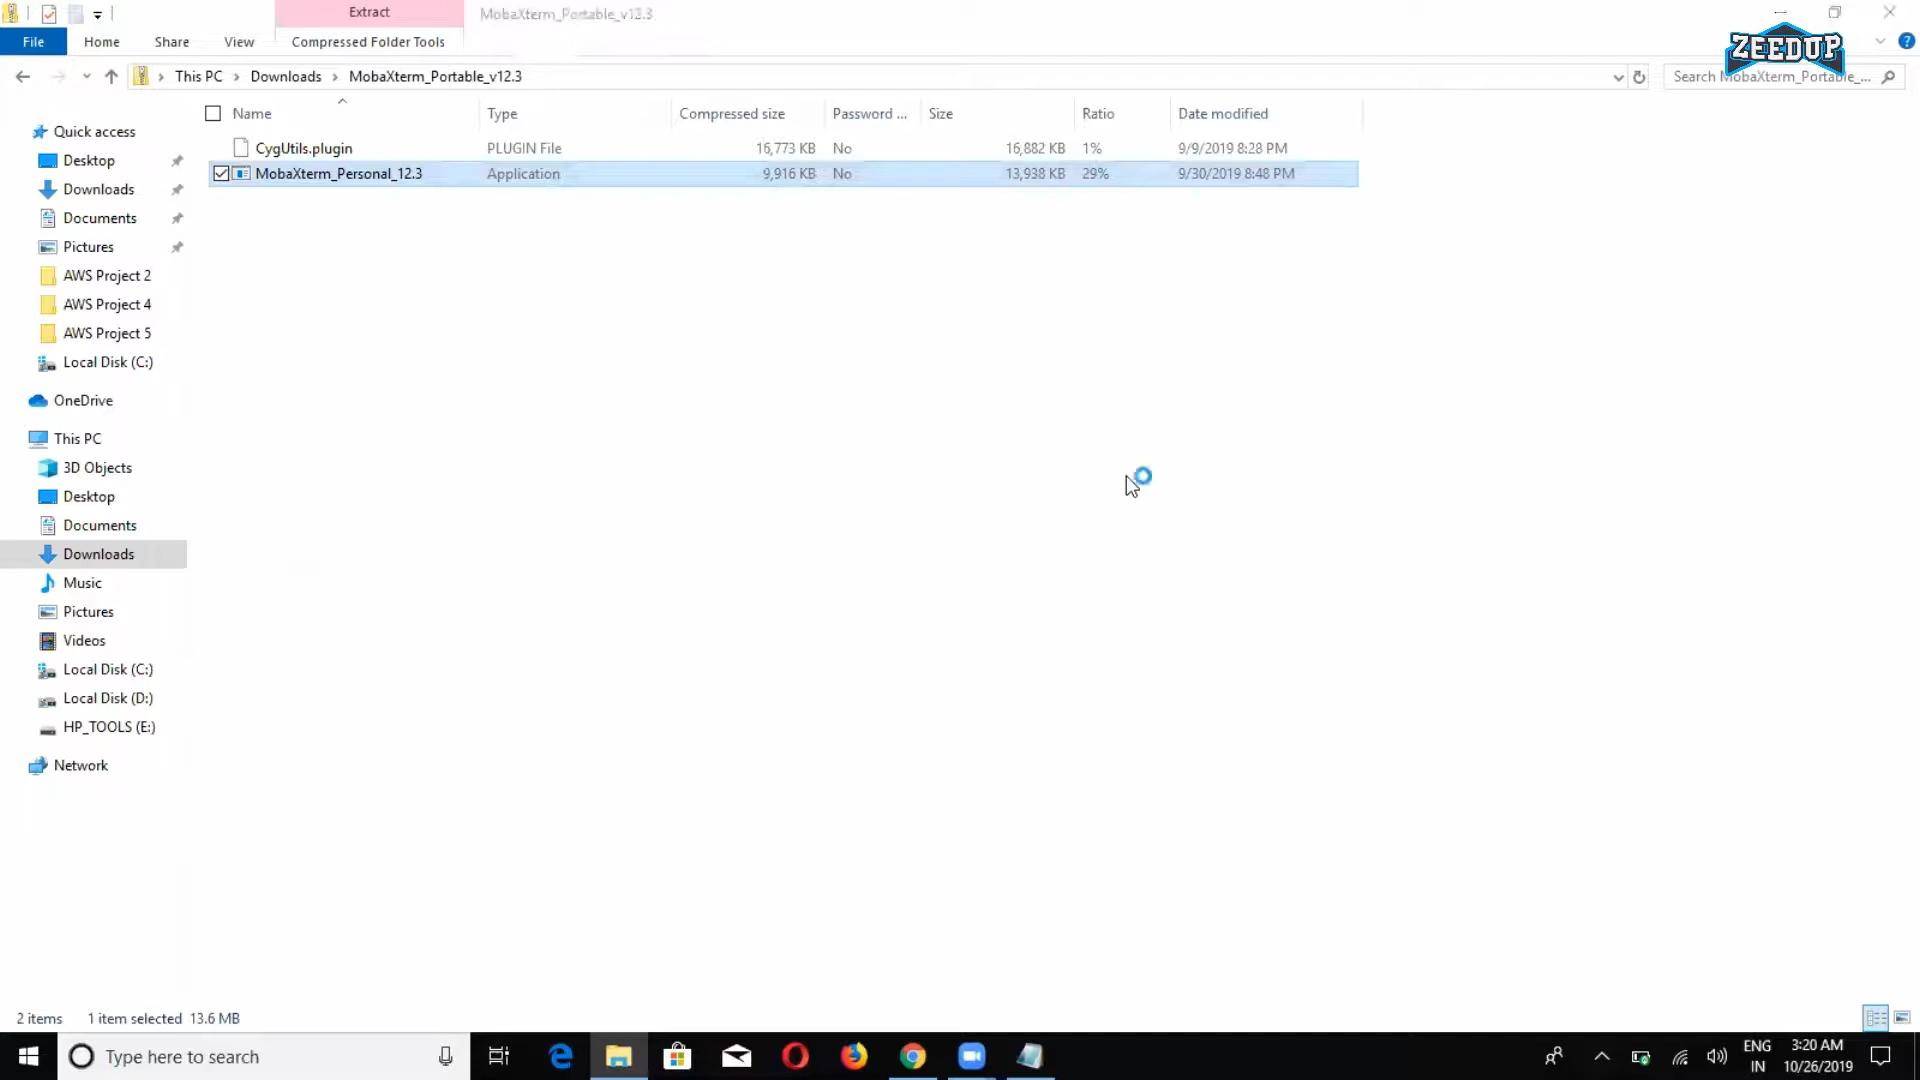 Extract
MobaXterm_Portable_v12.3
File
Home
Share
View
Compressed Folder Tools
ZEEDUP
This PC
Downloads
MobaXterm_Portable_v12.3
Search MobaXterm_Portable_...
Name
Type
Compressed size
Password ...
Size
Ratio
Date modified
CygUtils.plugin
PLUGIN File
16,773 KB
No
16,882 KB
1%
9/9/2019 8:28 PM
MobaXterm_Personal_12.3
Application
9,916 KB
No
13,938 KB
29%
9/30/2019 8:48 PM
Quick access
Desktop
Downloads
Documents
Pictures
AWS Project 2
AWS Project 4
AWS Project 5
Local Disk (C:)
OneDrive
This PC
3D Objects
Desktop
Documents
Downloads
Music
Pictures
Videos
Local Disk (C:)
Local Disk (D:)
HP_TOOLS (E:)
Network
2 items
1 item selected 13.6 MB
Type here to search
ENG
IN
3:20 AM
10/26/2019